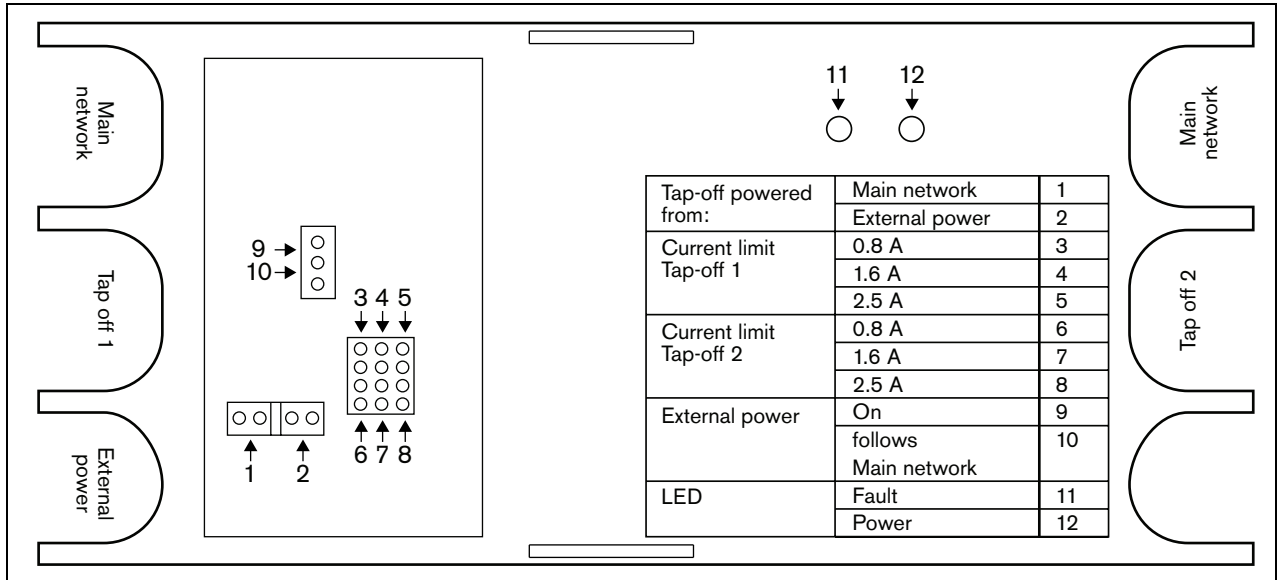 Main
network
Tap off 1
External
power
9
10
3 4 5
6 7 8
1 2
11 12
Tap-off powered
from:
Main network 1
External power 2
Current limit
Tap-off 1
0.8 A 3
1.6 A 4
2.5 A 5
Current limit
Tap-off 2
0.8 A 6
1.6 A 7
2.5 A 8
External power
On 9
follows 10
Main network
LED
Fault 11
Power 12
Main
network
Tap off 2